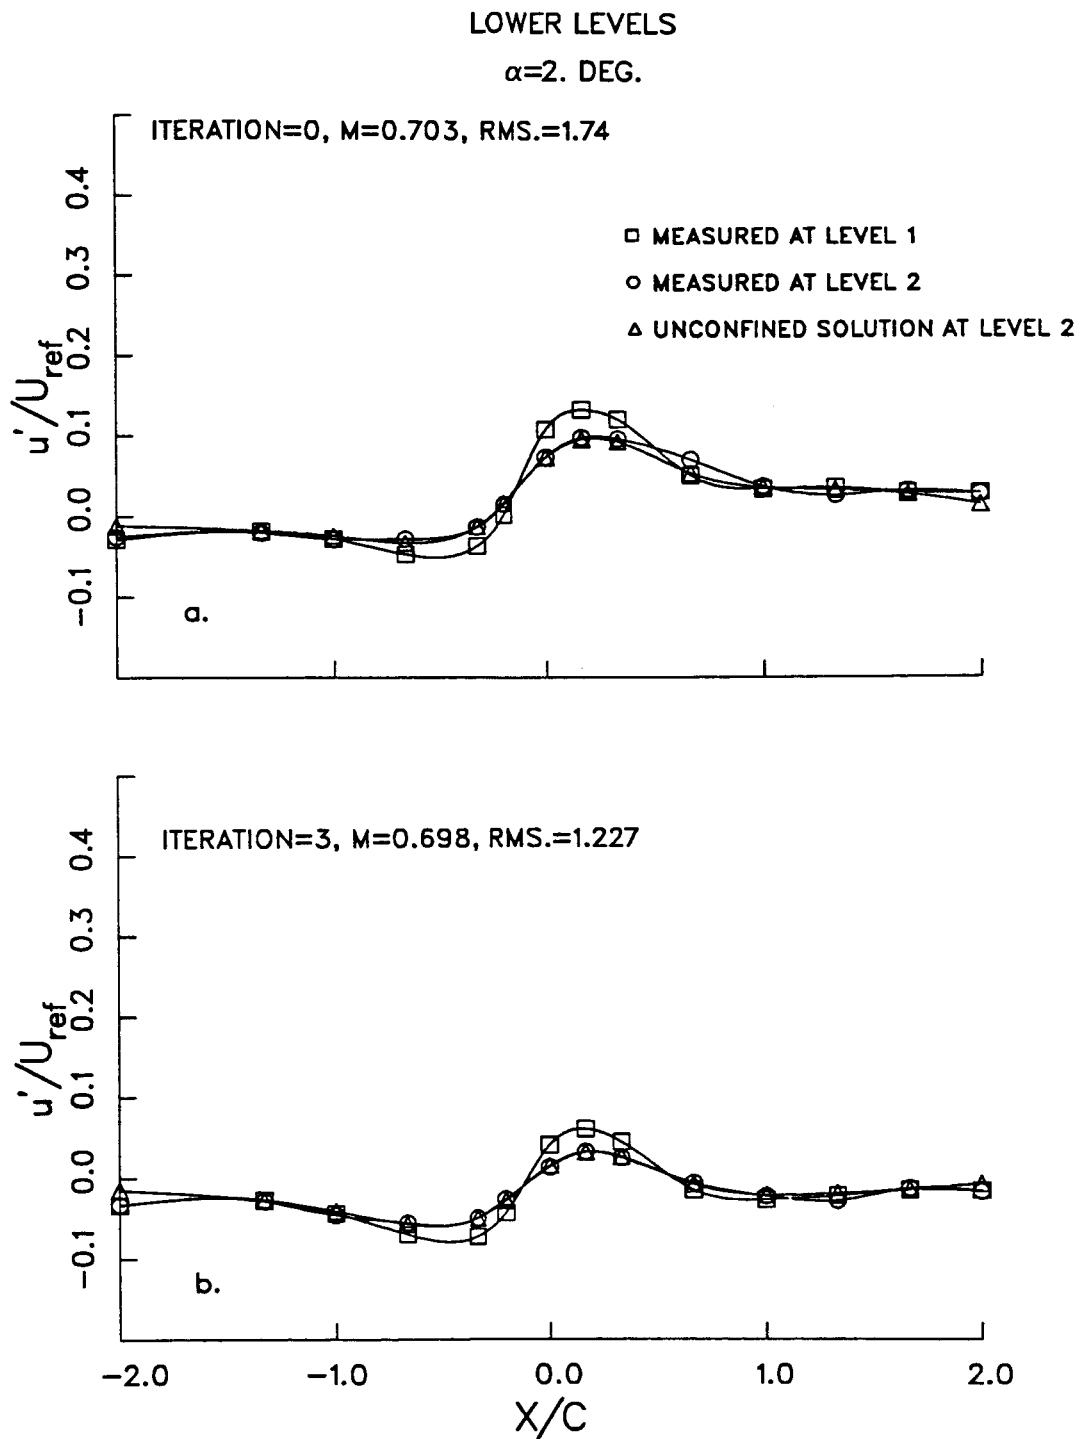 LOWER LEVELS
α=2. DEG.
ITERATION=0, M=0.703, RMS.=1.74
□ MEASURED AT LEVEL 1
○ MEASURED AT LEVEL 2
△ UNCONFINED SOLUTION AT LEVEL 2
u'/Uref
0.4
0.3
0.2
0.1
0.0
−0.1
a.
ITERATION=3, M=0.698, RMS.=1.227
u'/Uref
0.4
0.3
0.2
0.1
0.0
−0.1
b.
−2.0 −1.0 0.0 1.0 2.0
X/C